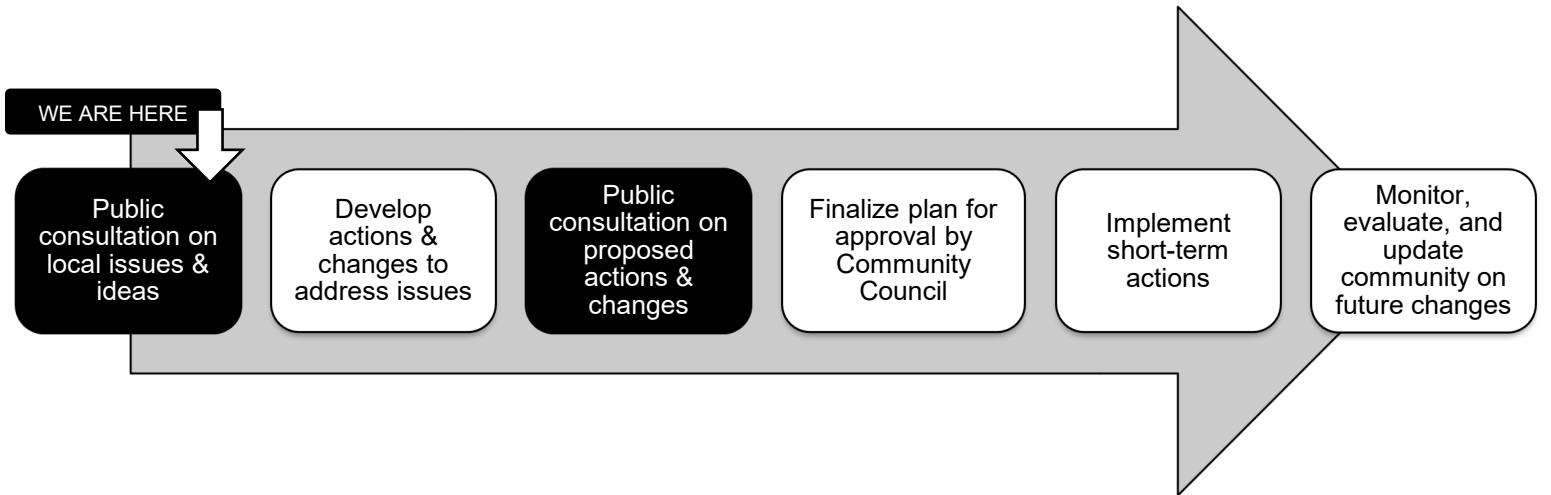 WE ARE HERE
Public
consultation on
local issues &
ideas
Develop
actions &
changes to
address issues
Public
consultation on
proposed
actions &
changes
Finalize plan for
approval by
Community
Council
Implement
short-term
actions
Monitor,
evaluate, and
update
community on
future changes